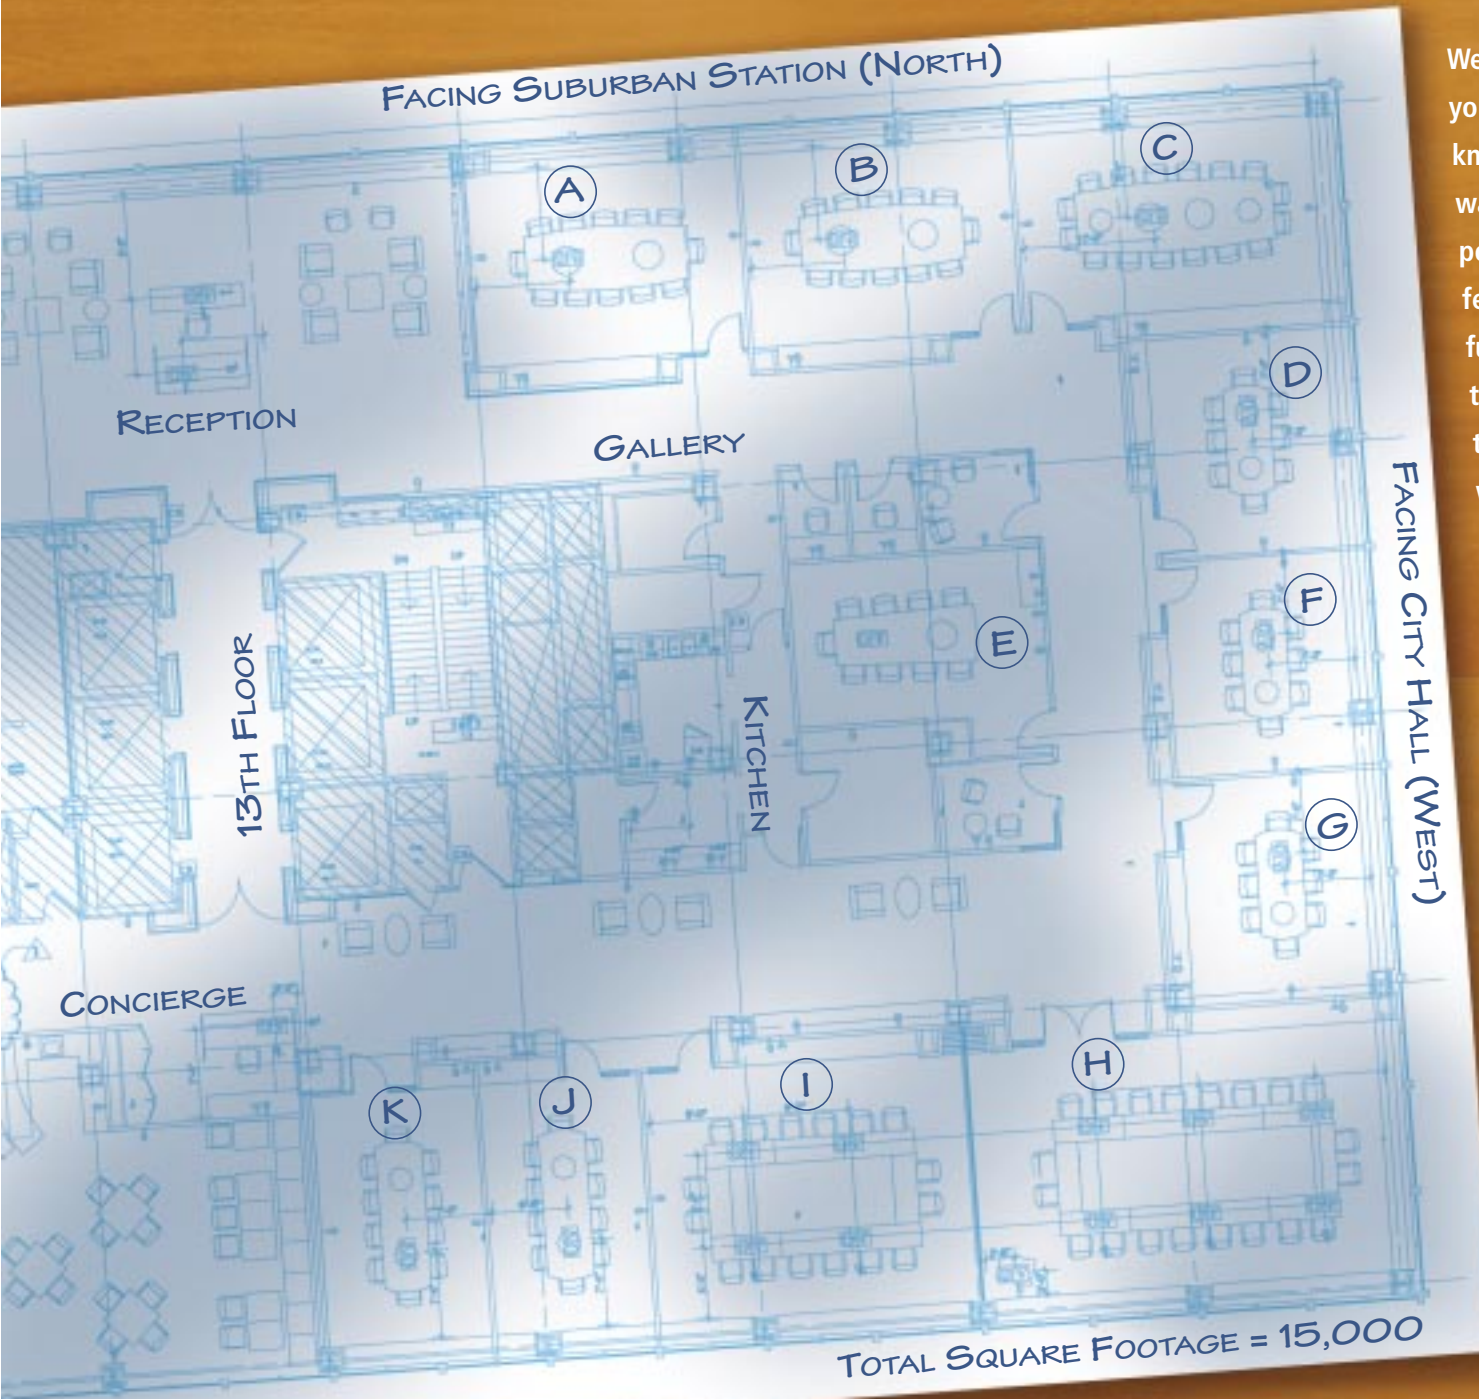 FACING SUBURBAN STATION (NORTH)
A
B
C
D
RECEPTION
GALLERY
FACING CITY HALL (WEST)
F
E
13TH FLOOR
KITCHEN
G
CONCIERGE
H
I
J
K
TOTAL SQUARE FOOTAGE = 15,000
We